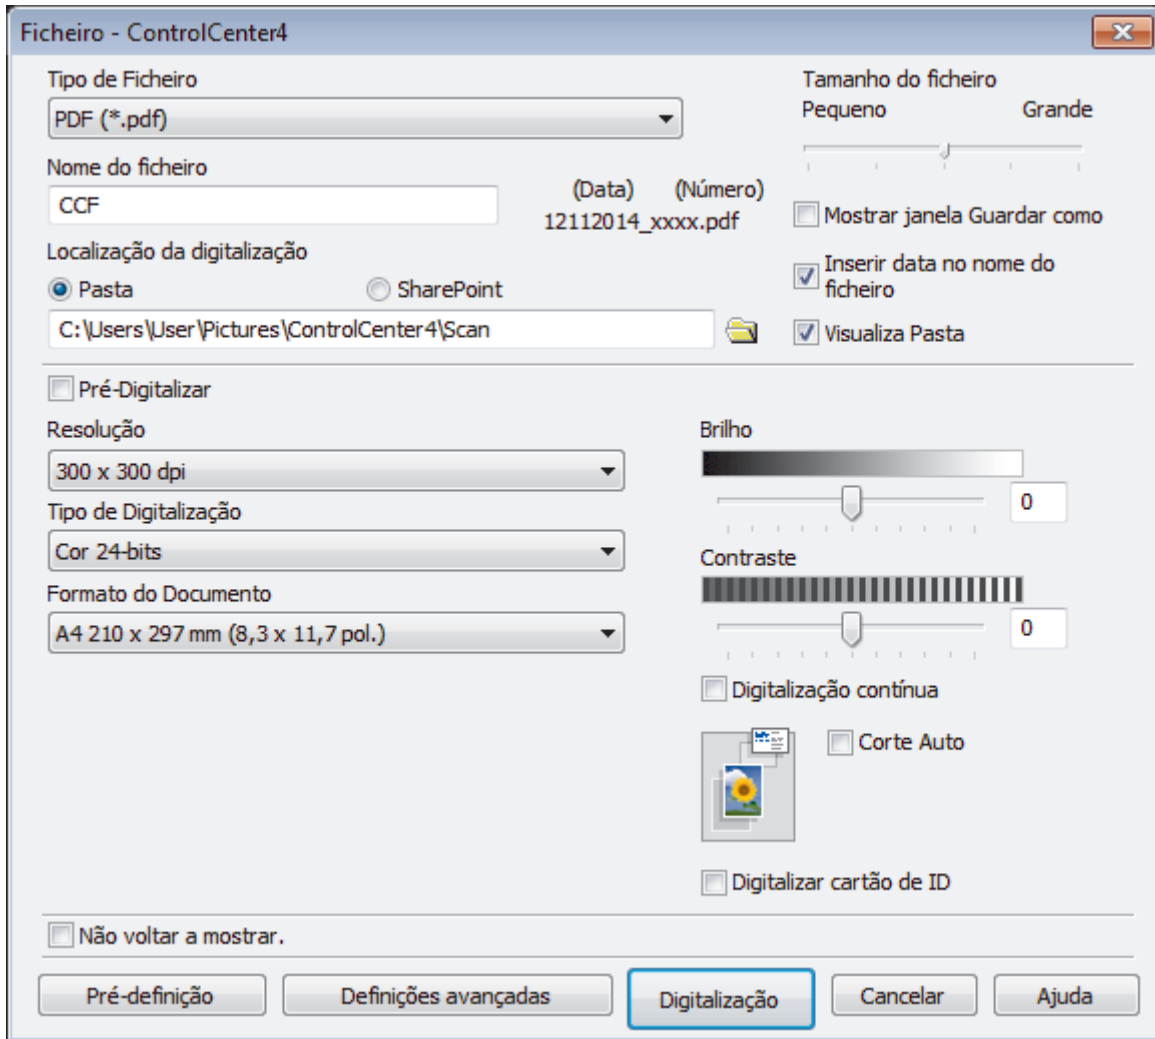 Ficheiro - ControlCenter4
Tipo de Ficheiro
PDF (*.pdf)
Nome do ficheiro
CCF
(Data) (Número)
12112014_xxxx.pdf
Localização da digitalização
Pasta
SharePoint
C:\Users\User\Pictures\ControlCenter4\Scan
Tamanho do ficheiro
Pequeno Grande
Mostrar janela Guardar como
Inserir data no nome do
ficheiro
Visualiza Pasta
Pré-Digitalizar
Resolução
300 x 300 dpi
Tipo de Digitalização
Cor 24-bits
Formato do Documento
A4 210 x 297 mm (8,3 x 11,7 pol.)
Brilho
0
Contraste
0
Digitalização contínua
Corte Auto
Digitalizar cartão de ID
Não voltar a mostrar.
Pré-definição
Definições avançadas
Digitalização
Cancelar
Ajuda